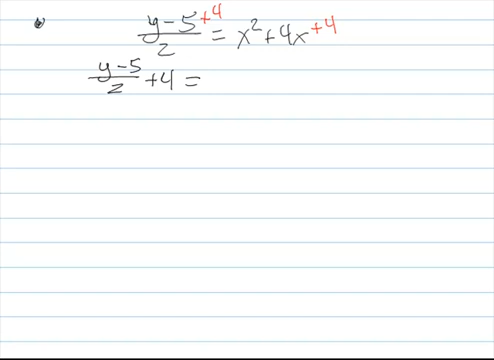 (y-5)/2 +4 = x² + 4x +4
(y-5)/2 +4 =